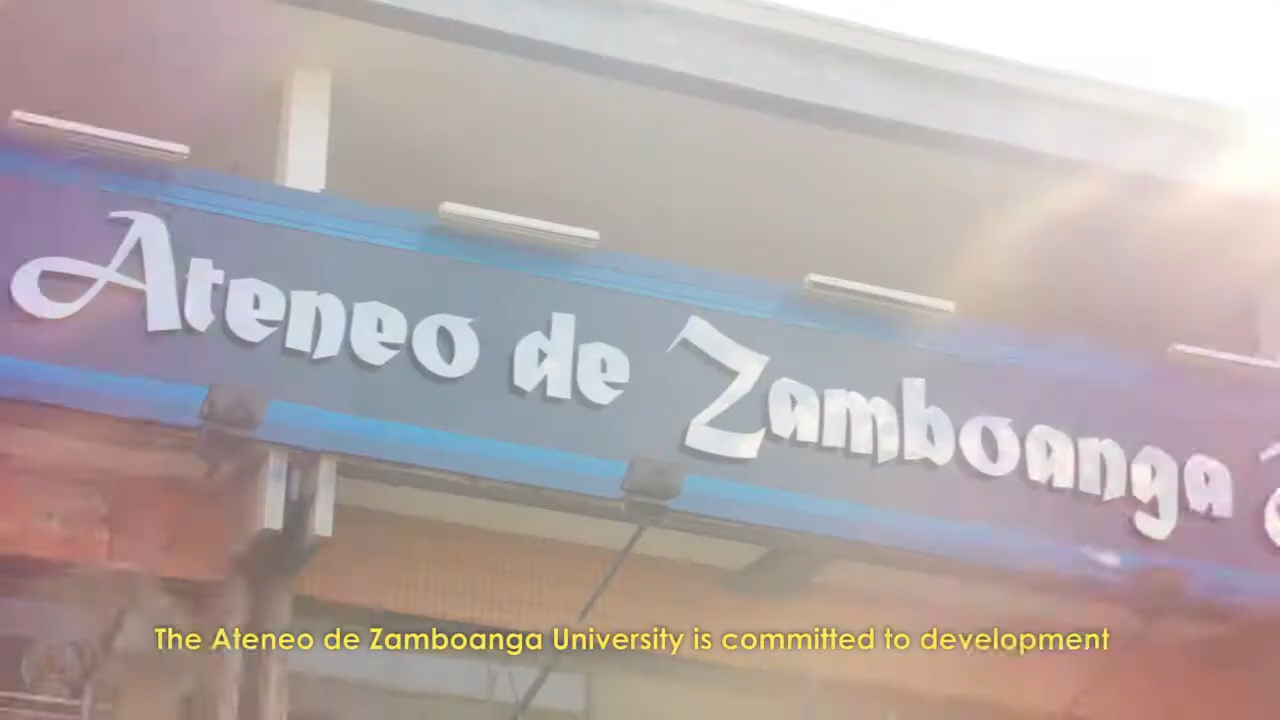 Ateneo de Zamboanga
The Ateneo de Zamboanga University is committed to development